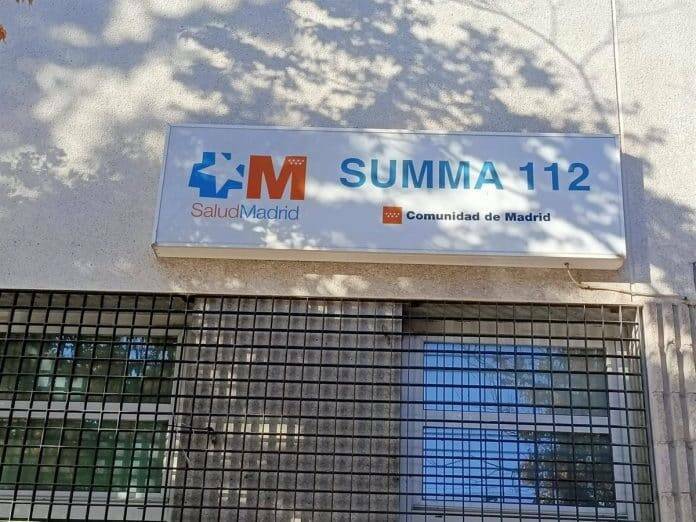 M
SaludMadrid
SUMMA 112
Comunidad de Madrid